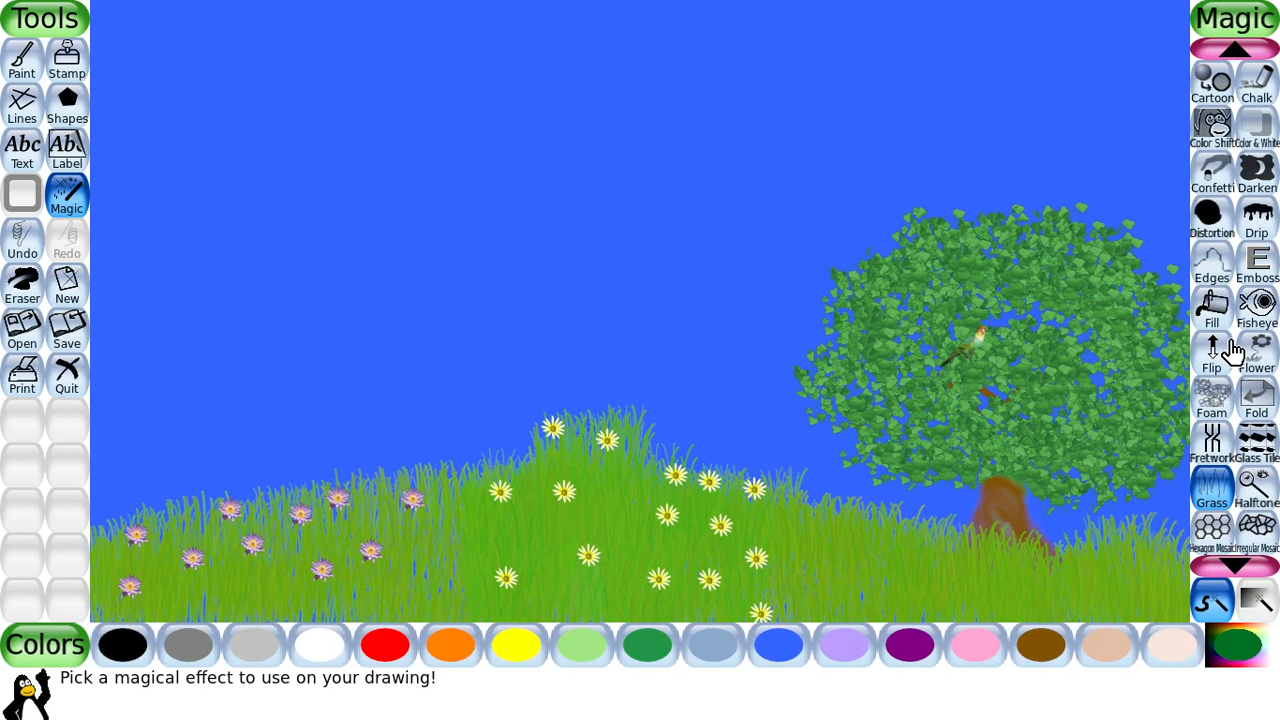 Tools
Magic
Paint
Stamp
Cartoon
Chalk
Lines
Shapes
Color Shift
Color & White
Abc
Abc
Text
Label
Confetti
Darken
Magic
Distortion
Drip
Undo
Redo
Edges
E
Emboss
Eraser
New
Fill
Fisheye
Open
Save
Flip
Flower
Print
Quit
Foam
Fold
Fretwork
Glass Tile
Grass
Halftone
Hexagon Mosaic
Irregular Mosaic
Colors
Pick a magical effect to use on your drawing!